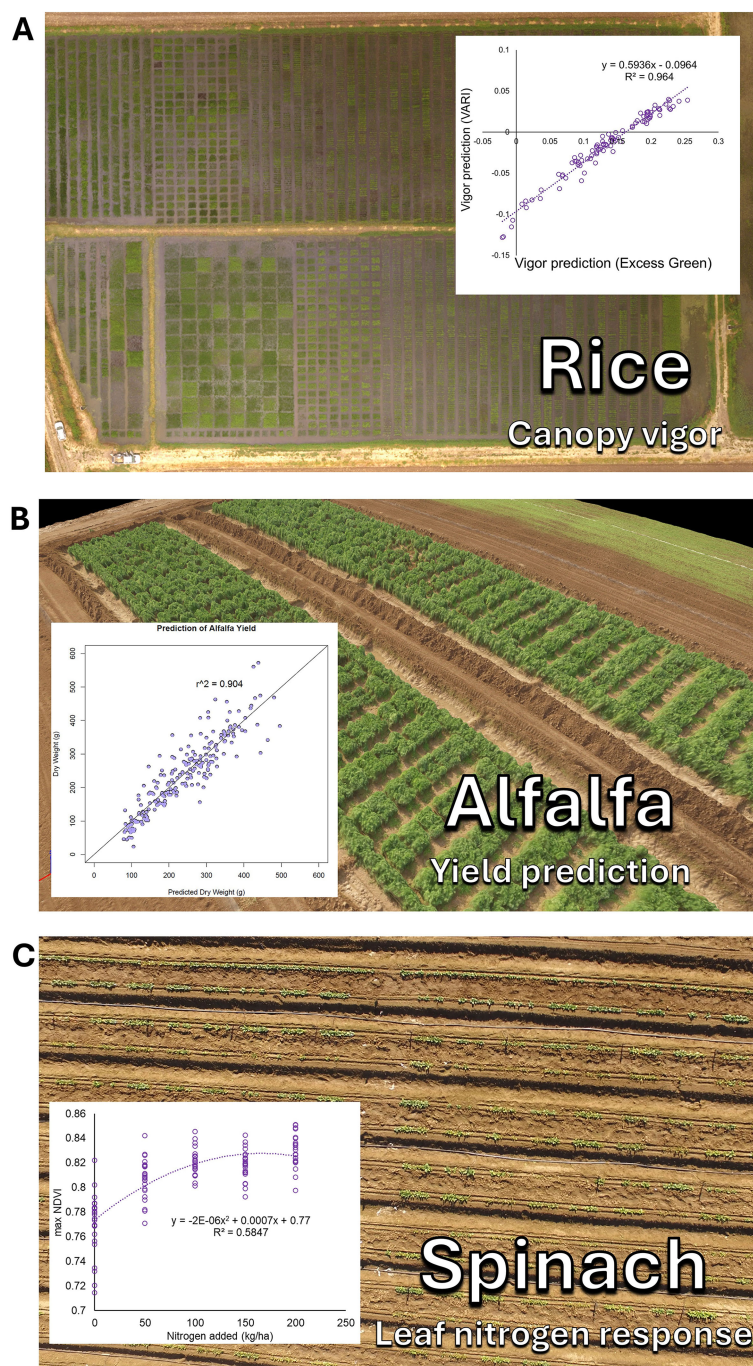 A
y = 0.5936x - 0.0964
R² = 0.964
0.1
0.05
0
-0.05
-0.1
-0.15
-0.05
0
0.05
0.1
0.15
0.2
0.25
0.3
Vigor prediction (VARI)
Vigor prediction (Excess Green)
Rice
Canopy vigor
B
Prediction of Alfalfa Yield
r^2 = 0.904
600
500
400
300
200
100
0
0 100 200 300 400 500 600
Dry Weight (g)
Predicted Dry Weight (g)
Alfalfa
Yield prediction
C
0.86
0.84
0.82
0.8
0.78
0.76
0.74
0.72
0.7
max NDVI
y = -2E-06x² + 0.0007x + 0.77
R² = 0.5847
0 50 100 150 200 250
Nitrogen added (kg/ha)
Spinach
Leaf nitrogen response